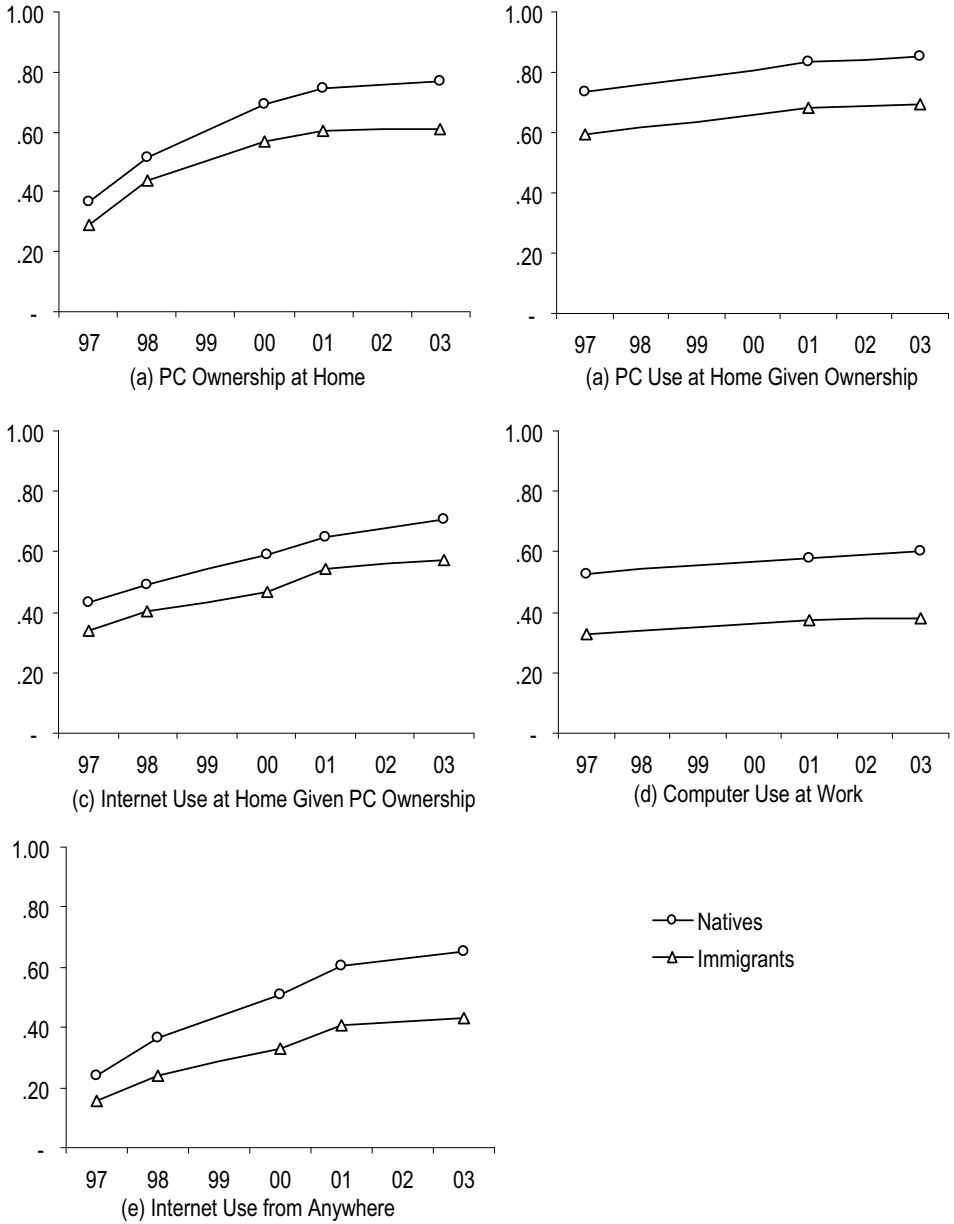 1.00
.80
.60
.40
.20
-
97 98 99 00 01 02 03
(a) PC Ownership at Home
1.00
.80
.60
.40
.20
-
97 98 99 00 01 02 03
(a) PC Use at Home Given Ownership
1.00
.80
.60
.40
.20
-
97 98 99 00 01 02 03
(c) Internet Use at Home Given PC Ownership
1.00
.80
.60
.40
.20
-
97 98 99 00 01 02 03
(d) Computer Use at Work
1.00
.80
.60
.40
.20
-
97 98 99 00 01 02 03
(e) Internet Use from Anywhere
Natives
Immigrants